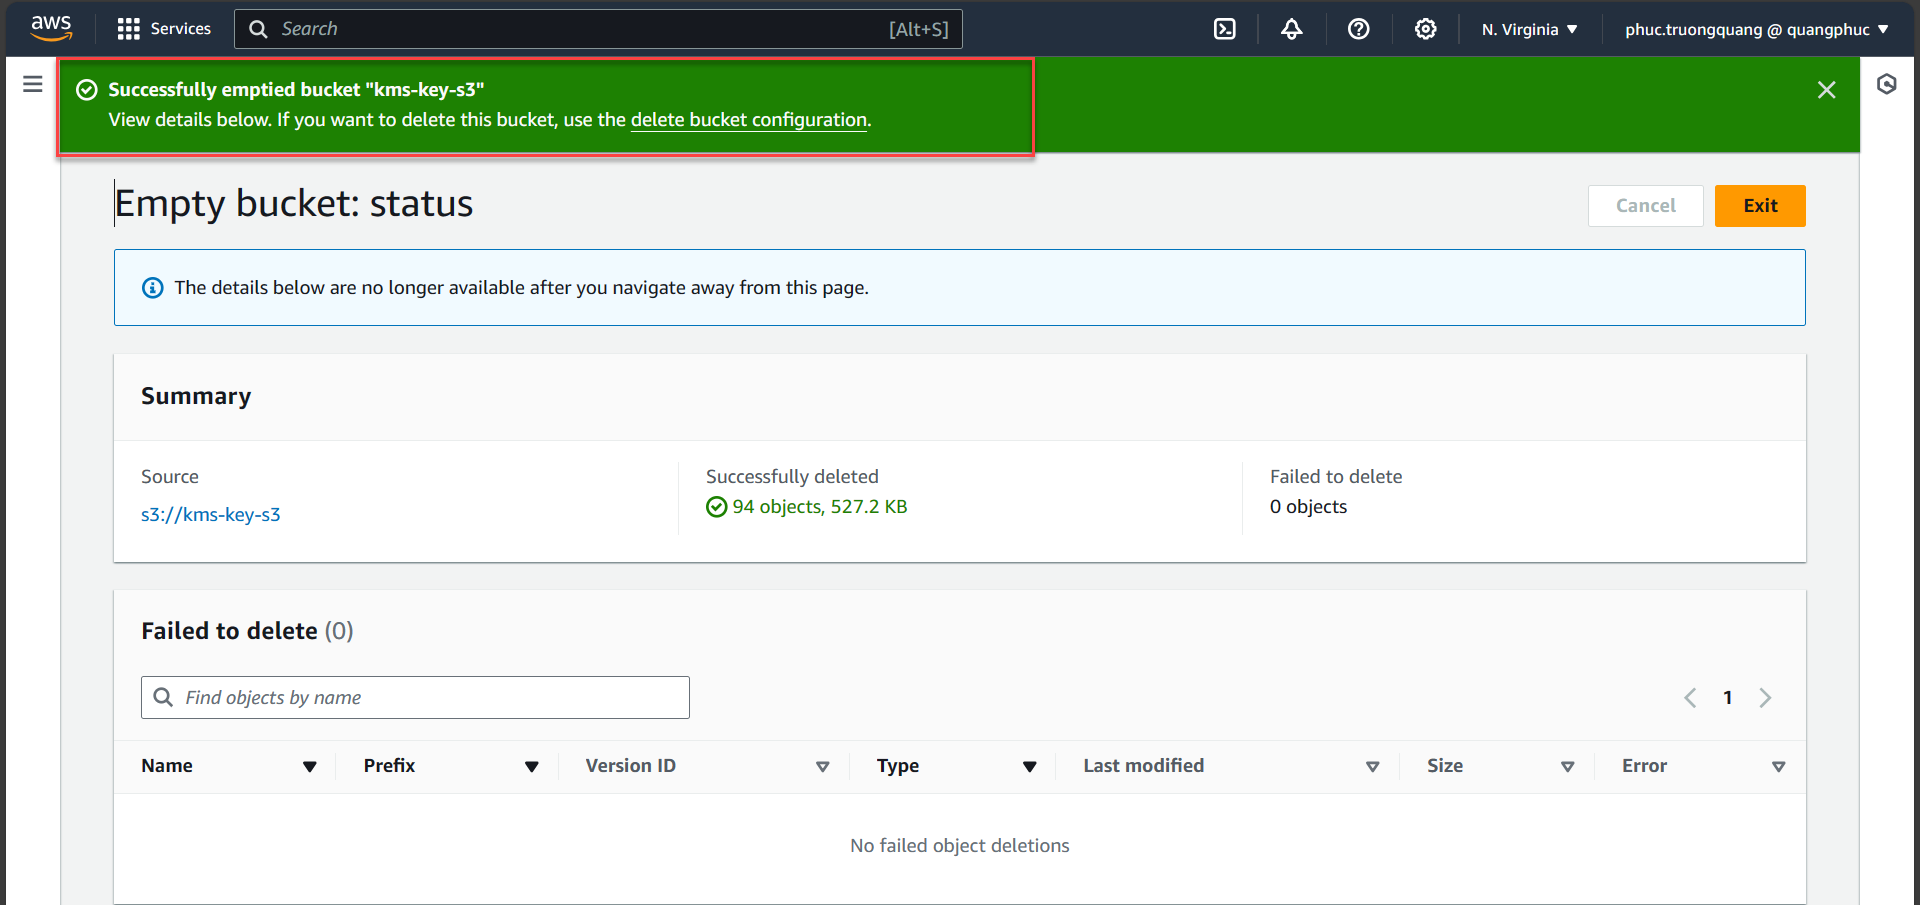 aws
Services
Search
[Alt+S]
N. Virginia
phuc.truongquang @ quangphuc
Successfully emptied bucket "kms-key-s3"
View details below. If you want to delete this bucket, use the delete bucket configuration.
Empty bucket: status
Cancel
Exit
The details below are no longer available after you navigate away from this page.
Summary
Source
s3://kms-key-s3
Successfully deleted
94 objects, 527.2 KB
Failed to delete
0 objects
Failed to delete (0)
Find objects by name
1
Name
Prefix
Version ID
Type
Last modified
Size
Error
No failed object deletions